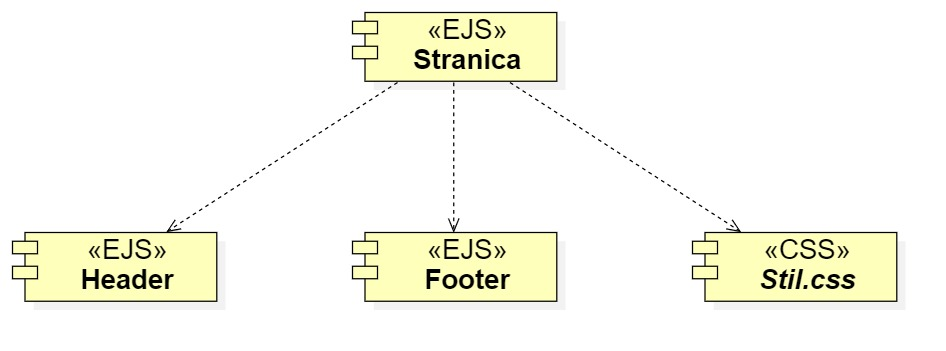 «EJS»
Stranica
«EJS»
Header
«EJS»
Footer
«CSS»
Stil.css